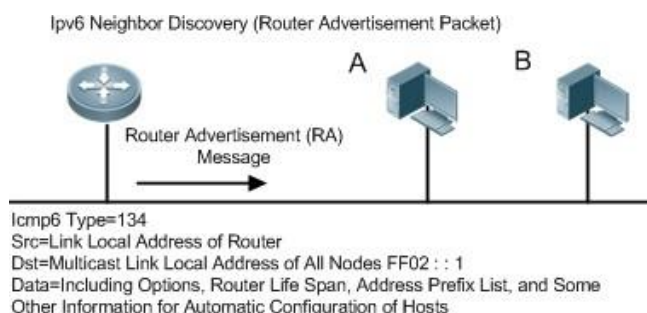 Ipv6 Neighbor Discovery (Router Advertisement Packet)
A
B
Router Advertisement (RA)
Message
Icmp6 Type=134
Src=Link Local Address of Router
Dst=Multicast Link Local Address of All Nodes FF02 : : 1
Data=Including Options, Router Life Span, Address Prefix List, and Some
Other Information for Automatic Configuration of Hosts